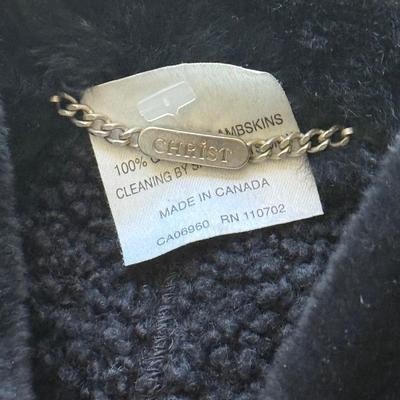 CHRIST
100% LAMBSKINS
CLEANING BY
MADE IN CANADA
CA06960 RN 110702